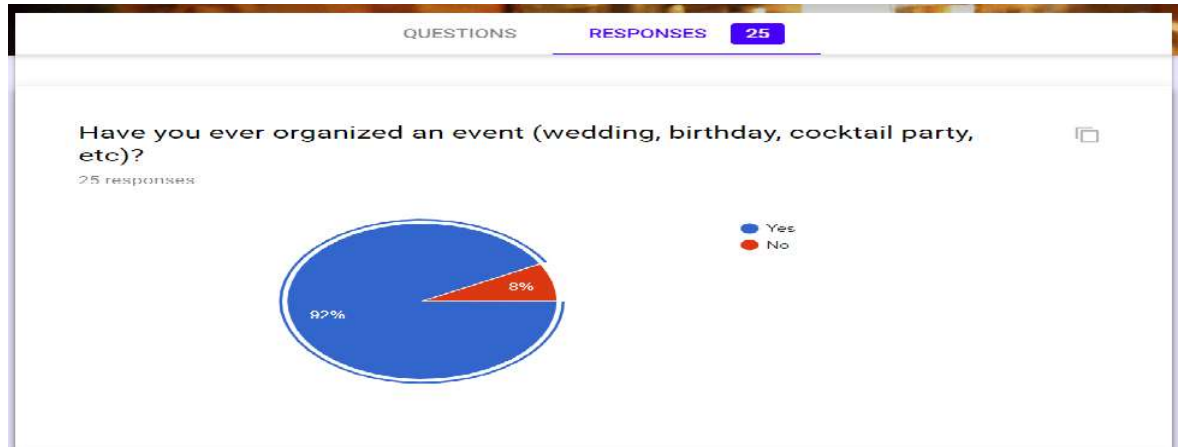 QUESTIONS
RESPONSES 25
Have you ever organized an event (wedding, birthday, cocktail party,
etc)?
25 responses
Yes
No
8%
92%